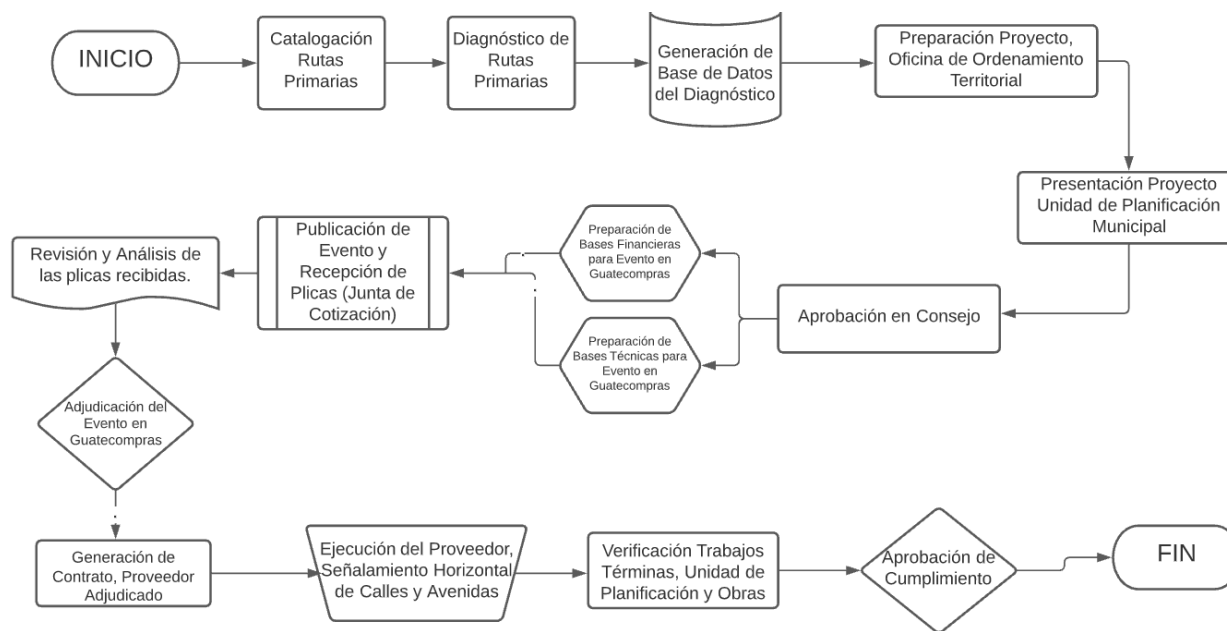 INICIO
Catalogación
Rutas
Primarias
Diagnóstico de
Rutas
Primarias
Generación de
Base de Datos
del Diagnóstico
Preparación Proyecto,
Oficina de Ordenamiento
Territorial
Presentación Proyecto
Unidad de Planificación
Municipal
Aprobación en Consejo
Preparación de
Bases Financieras
para Evento en
Guatecompras
Preparación de
Bases Técnicas para
Evento en
Guatecompras
Publicación de
Evento y
Recepción de
Plicas (Junta de
Cotización)
Revisión y Análisis de
las plicas recibidas.
Adjudicación del
Evento en
Guatecompras
Generación de
Contrato, Proveedor
Adjudicado
Ejecución del Proveedor,
Señalamiento Horizontal
de Calles y Avenidas
Verificación Trabajos
Términas, Unidad de
Planificación y Obras
Aprobación de
Cumplimiento
FIN